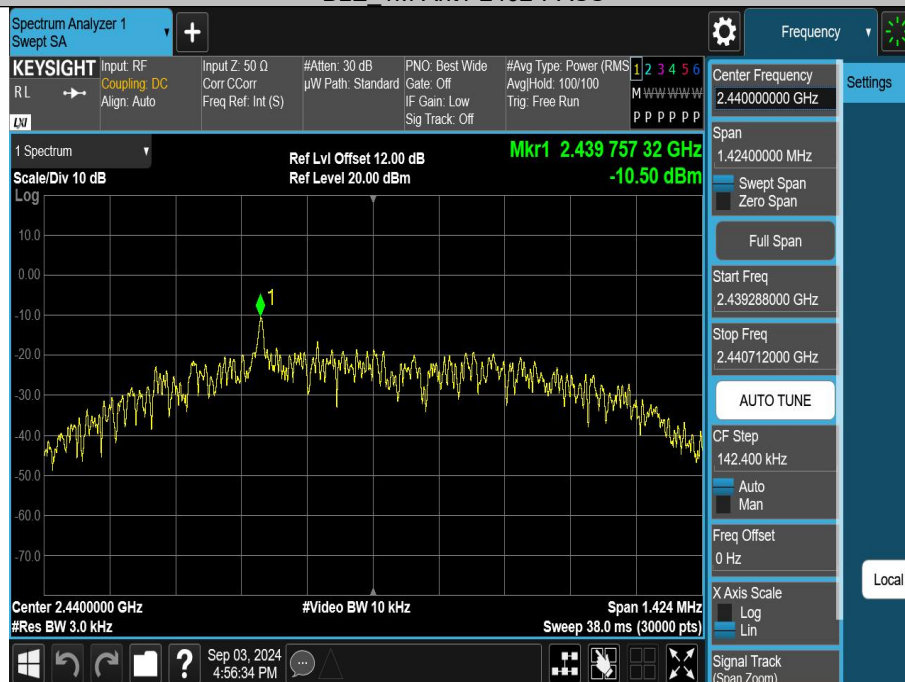 Spectrum Analyzer 1
Swept SA
Frequency
KEYSIGHT
RL
LXI
Input: RF
Coupling: DC
Align: Auto
Input Z: 50 Ω
Corr CCorr
Freq Ref: Int (S)
#Atten: 30 dB
µW Path: Standard
PNO: Best Wide
Gate: Off
IF Gain: Low
Sig Track: Off
#Avg Type: Power (RMS
Avg|Hold: 100/100
Trig: Free Run
1 2 3 4 5 6
M W W W W W
P P P P P P
1 Spectrum
Scale/Div 10 dB
Log
Ref Lvl Offset 12.00 dB
Ref Level 20.00 dBm
Mkr1 2.439 757 32 GHz
-10.50 dBm
10.0
0.00
-10.0
-20.0
-30.0
-40.0
-50.0
-60.0
-70.0
1
Center 2.4400000 GHz
#Res BW 3.0 kHz
#Video BW 10 kHz
Span 1.424 MHz
Sweep 38.0 ms (30000 pts)
Sep 03, 2024
4:56:34 PM
Center Frequency
2.440000000 GHz
Span
1.42400000 MHz
Swept Span
Zero Span
Full Span
Start Freq
2.439288000 GHz
Stop Freq
2.440712000 GHz
AUTO TUNE
CF Step
142.400 kHz
Auto
Man
Freq Offset
0 Hz
X Axis Scale
Log
Lin
Signal Track
(Span Zoom)
Settings
Local